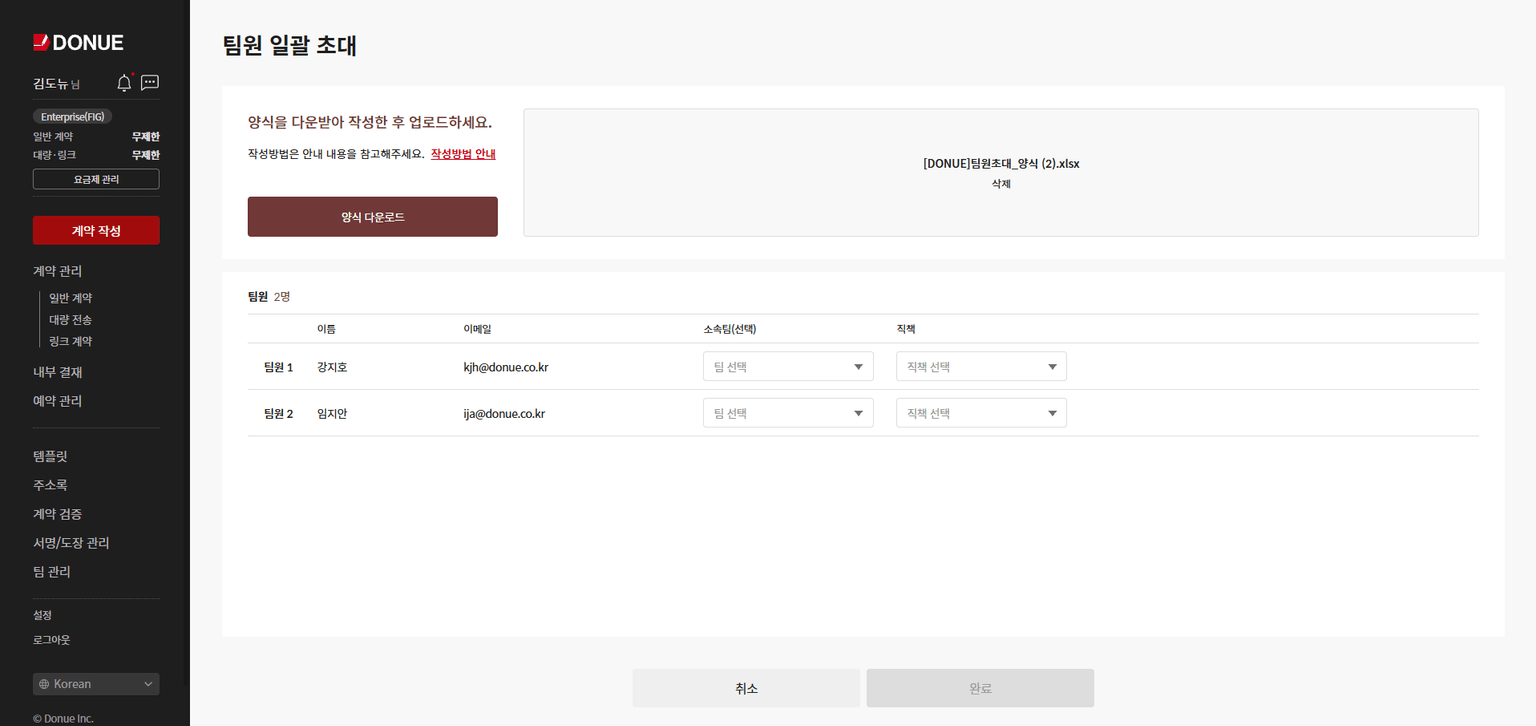 DONUE
김도뉴 님
Enterprise(FIG)
일반 계약 무제한
대량·링크 무제한
요금제 관리
계약 작성
계약 관리
일반 계약
대량 전송
링크 계약
내부 결재
예약 관리
템플릿
주소록
계약 검증
서명/도장 관리
팀 관리
설정
로그아웃
Korean
© Donue Inc.
팀원 일괄 초대
양식을 다운받아 작성한 후 업로드하세요.
작성방법은 안내 내용을 참고해주세요. 작성방법 안내
양식 다운로드
[DONUE]팀원초대_양식 (2).xlsx
삭제
팀원 2명
이름 이메일 소속팀(선택) 직책
팀원 1 강지호 kjh@donue.co.kr 팀 선택 직책 선택
팀원 2 임지안 ija@donue.co.kr 팀 선택 직책 선택
취소 완료